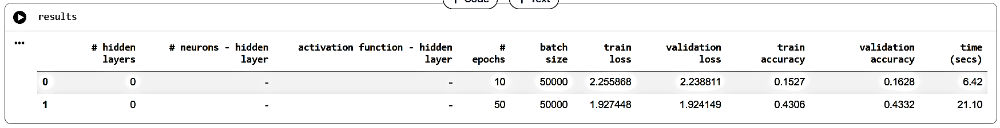 + Code + Text
results
# hidden layers # neurons - hidden layer activation function - hidden layer # epochs batch size train loss validation loss train accuracy validation accuracy time (secs)
0 0 - - 10 50000 2.255868 2.238811 0.1527 0.1628 6.42
1 0 - - 50 50000 1.927448 1.924149 0.4306 0.4332 21.10